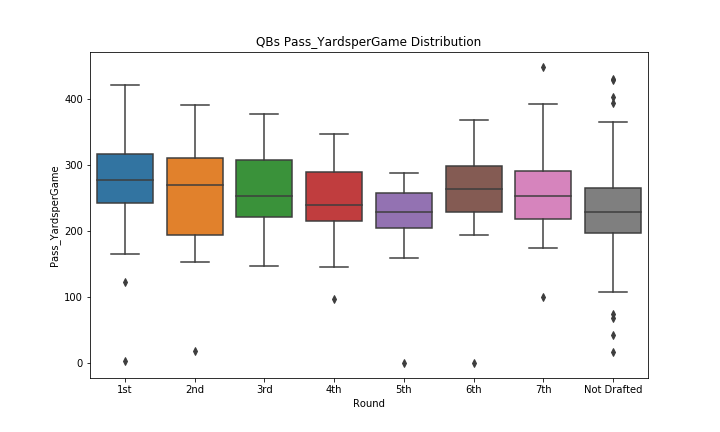 QBs Pass_YardsperGame Distribution
Pass_YardsperGame
400
300
200
100
0
1st 2nd 3rd 4th 5th 6th 7th Not Drafted
Round